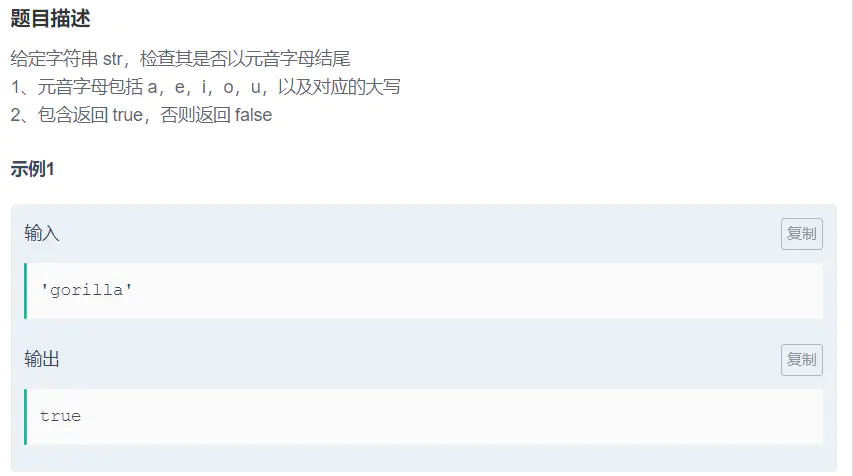 题目描述
给定字符串 str，检查其是否以元音字母结尾
1、元音字母包括 a，e，i，o，u，以及对应的大写
2、包含返回 true，否则返回 false
示例1
输入
复制
'gorilla'
输出
复制
true